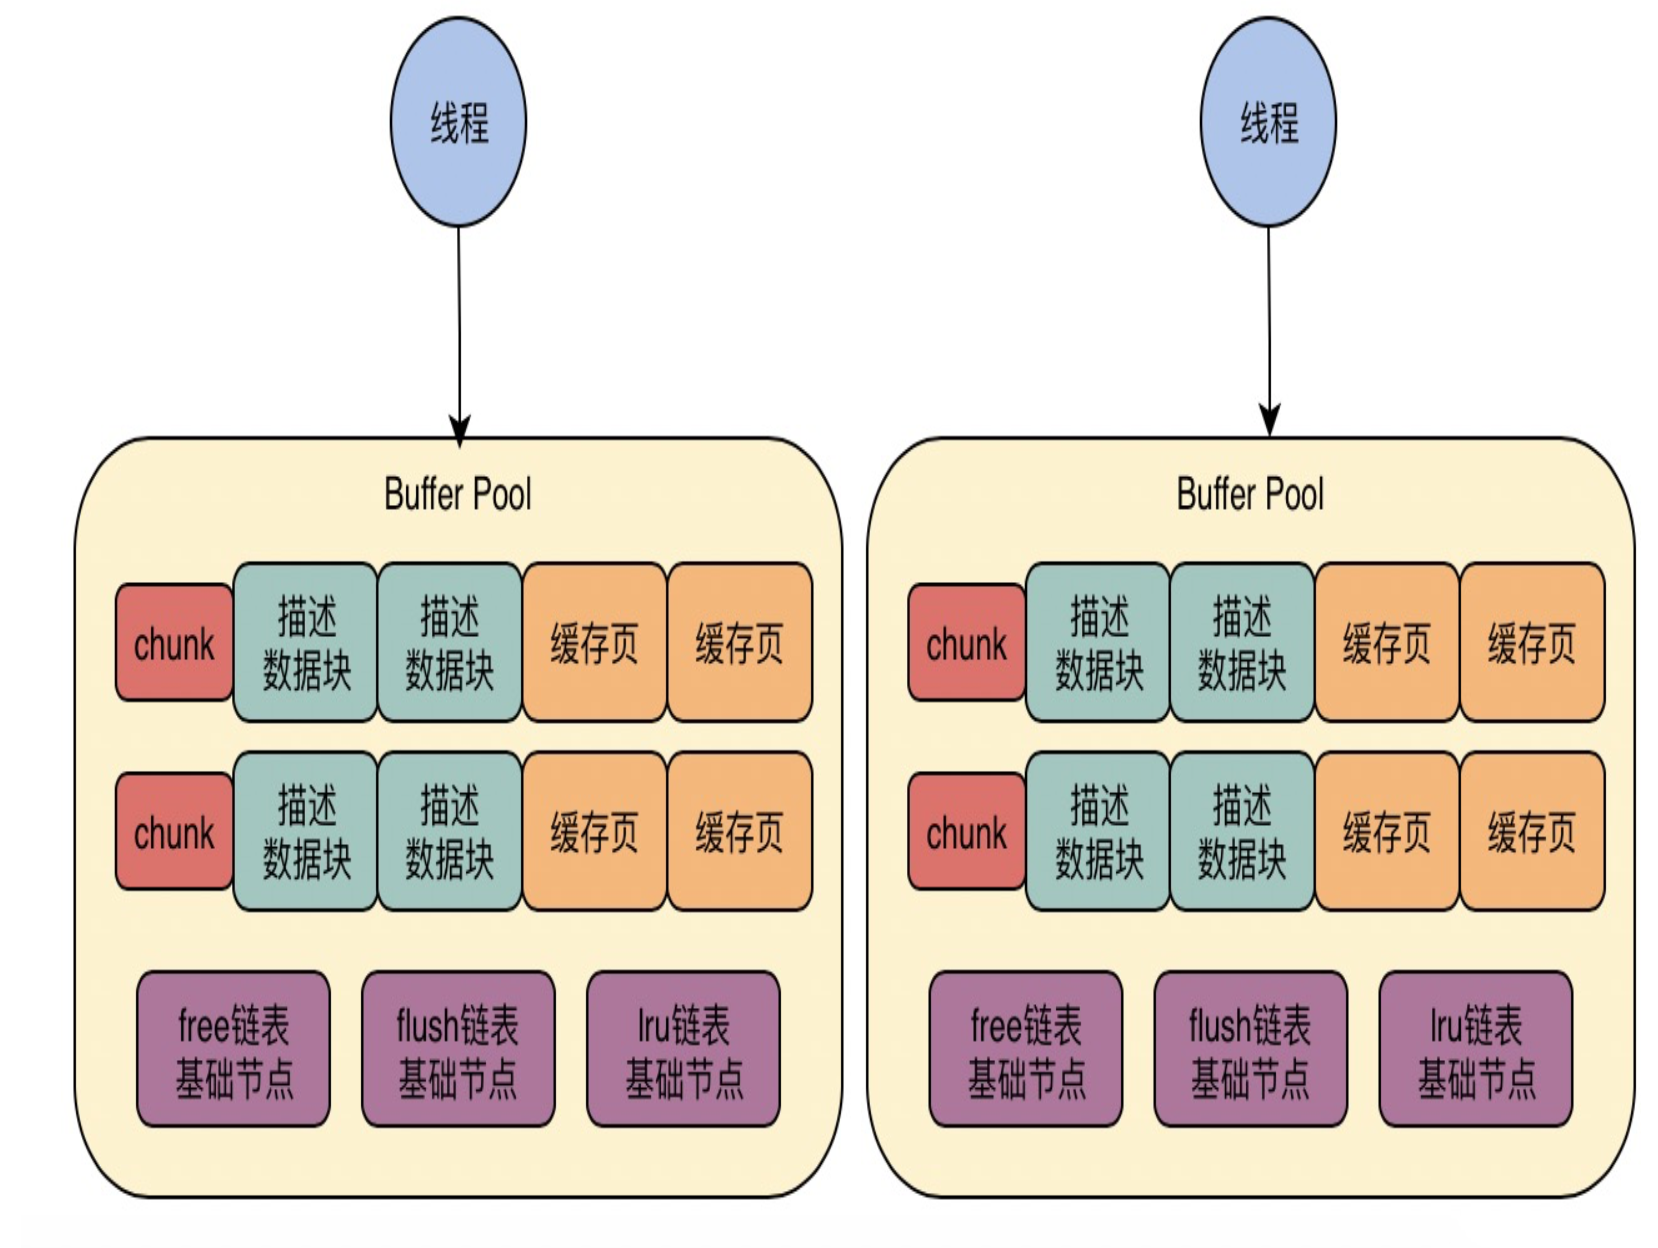 线程
线程
Buffer Pool
chunk
描述
数据块
描述
数据块
缓存页
缓存页
chunk
描述
数据块
描述
数据块
缓存页
缓存页
free链表
基础节点
flush链表
基础节点
lru链表
基础节点
Buffer Pool
chunk
描述
数据块
描述
数据块
缓存页
缓存页
chunk
描述
数据块
描述
数据块
缓存页
缓存页
free链表
基础节点
flush链表
基础节点
lru链表
基础节点